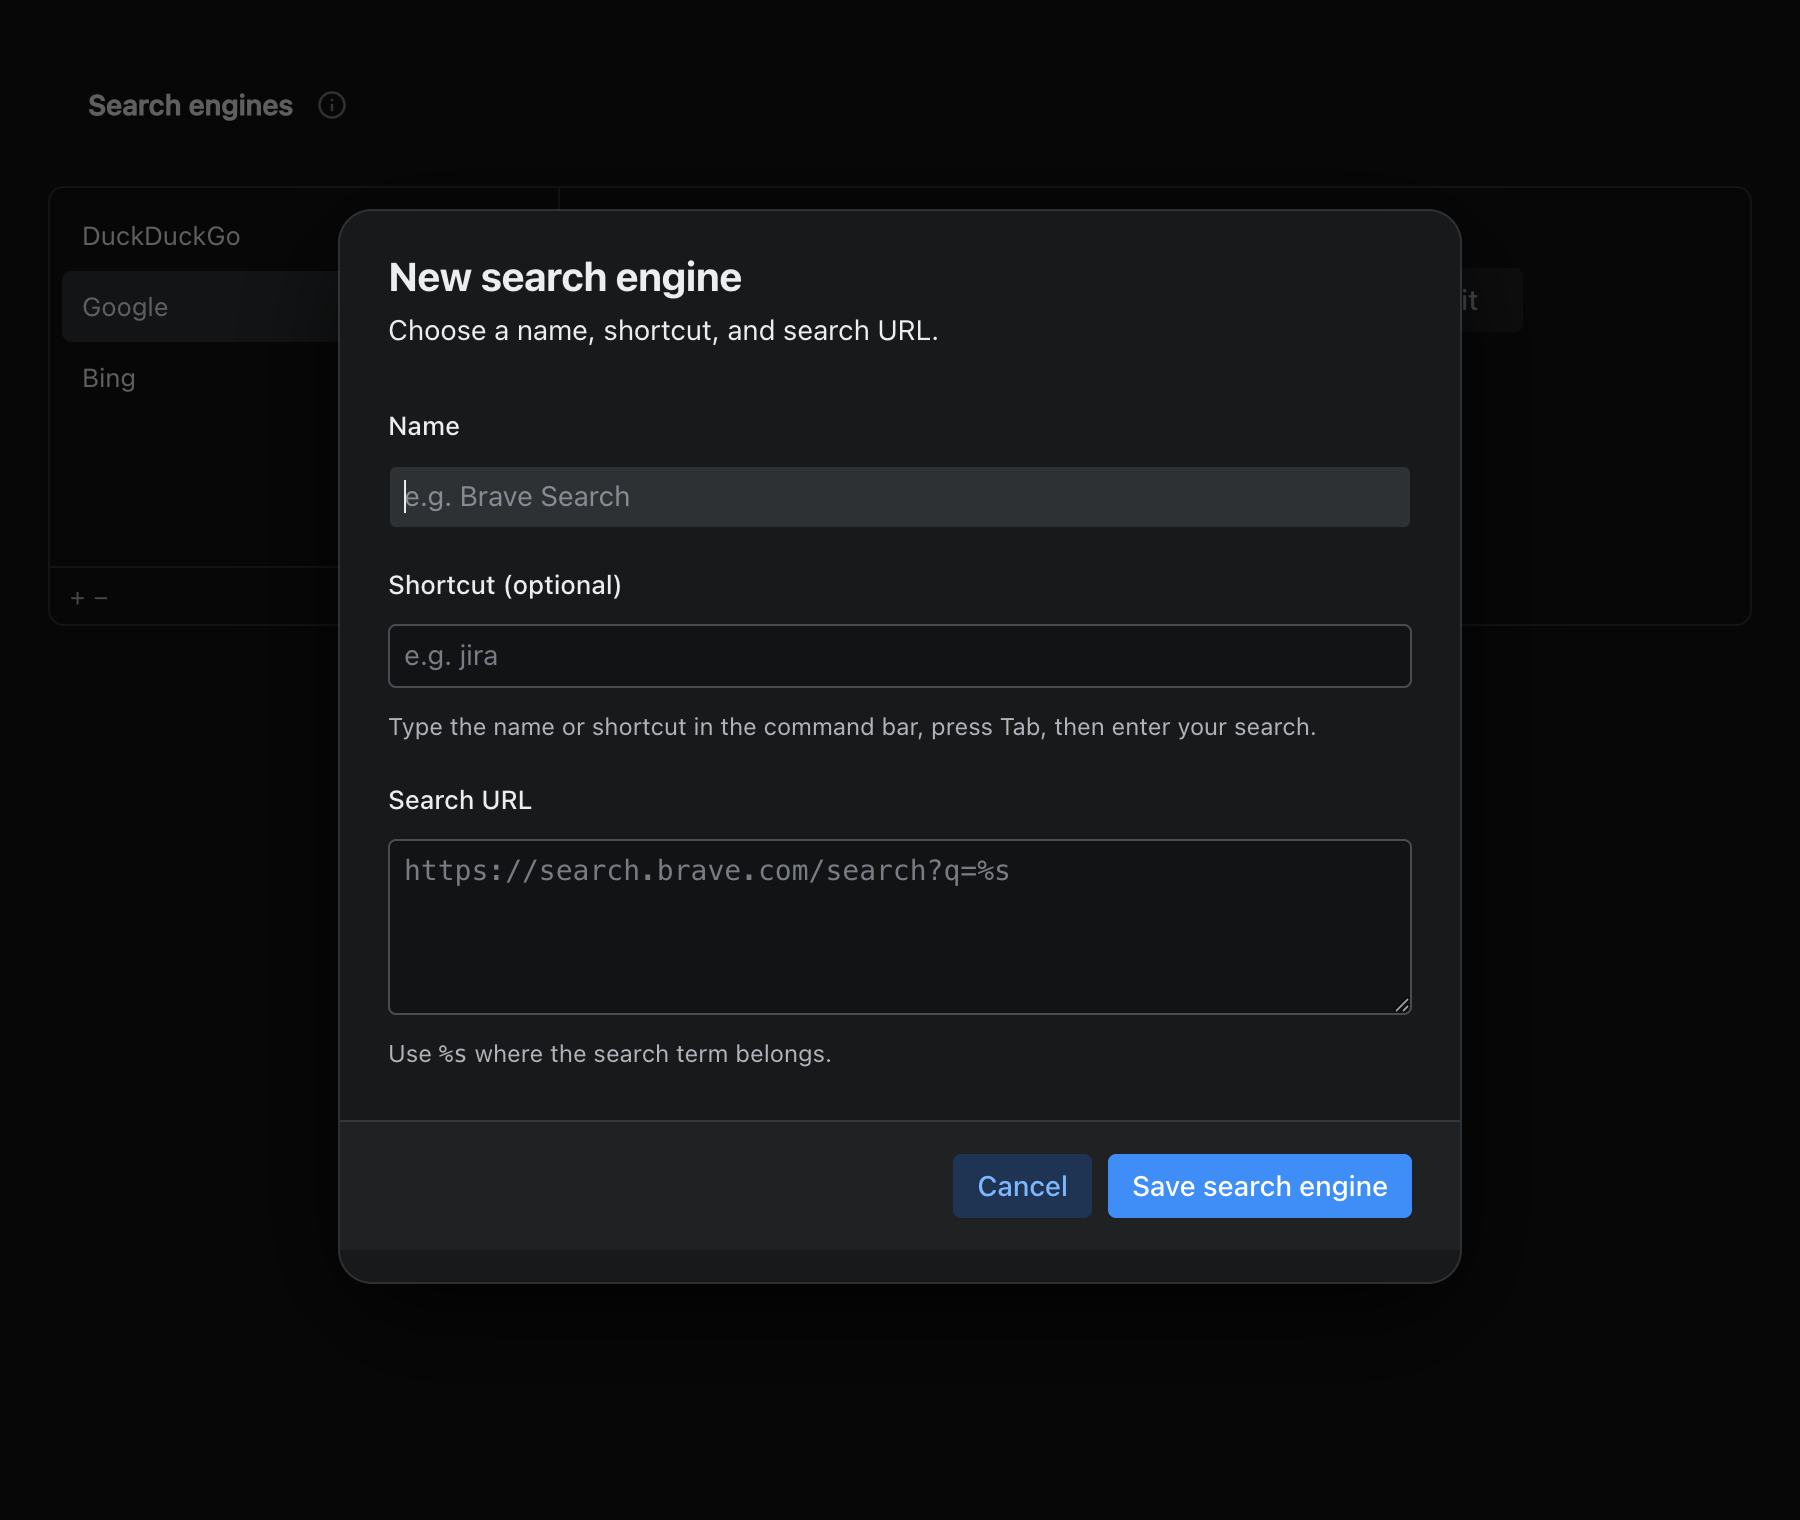 Search engines
DuckDuckGo
Google
Bing
+ −
it
New search engine
Choose a name, shortcut, and search URL.
Name
e.g. Brave Search
Shortcut (optional)
e.g. jira
Type the name or shortcut in the command bar, press Tab, then enter your search.
Search URL
https://search.brave.com/search?q=%s
Use %s where the search term belongs.
Cancel
Save search engine